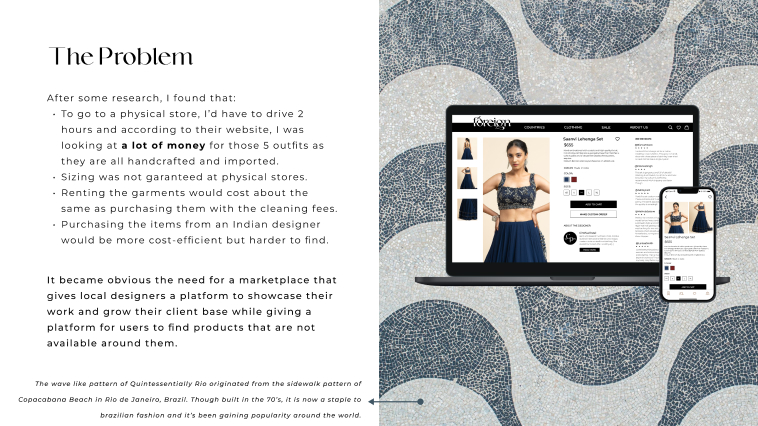 The Problem
After some research, I found that:
• To go to a physical store, I'd have to drive 2
hours and according to their website, I was
looking at a lot of money for those 5 outfits as
they are all handcrafted and imported.
• Sizing was not garanteed at physical stores.
• Renting the garments would cost about the
same as purchasing them with the cleaning fees.
• Purchasing the items from an Indian designer
would be more cost-efficient but harder to find.
It became obvious the need for a marketplace that
gives local designers a platform to showcase their
work and grow their client base while giving a
platform for users to find products that are not
available around them.
The wave like pattern of Quintessentially Rio originated from the sidewalk pattern of
Copacabana Beach in Rio de Janeiro, Brazil. Though built in the 70's, it is now a staple to
brazilian fashion and it's been gaining popularity around the world.
foreign
COUNTRIES CLOTHING SALE ABOUT US
Saanvi Lehenga Set
$655
ADD TO CART
MAKE CUSTOM ORDER
ABOUT THE DESIGNER
Saanvi Lehenga Set
$655
ADD TO CART